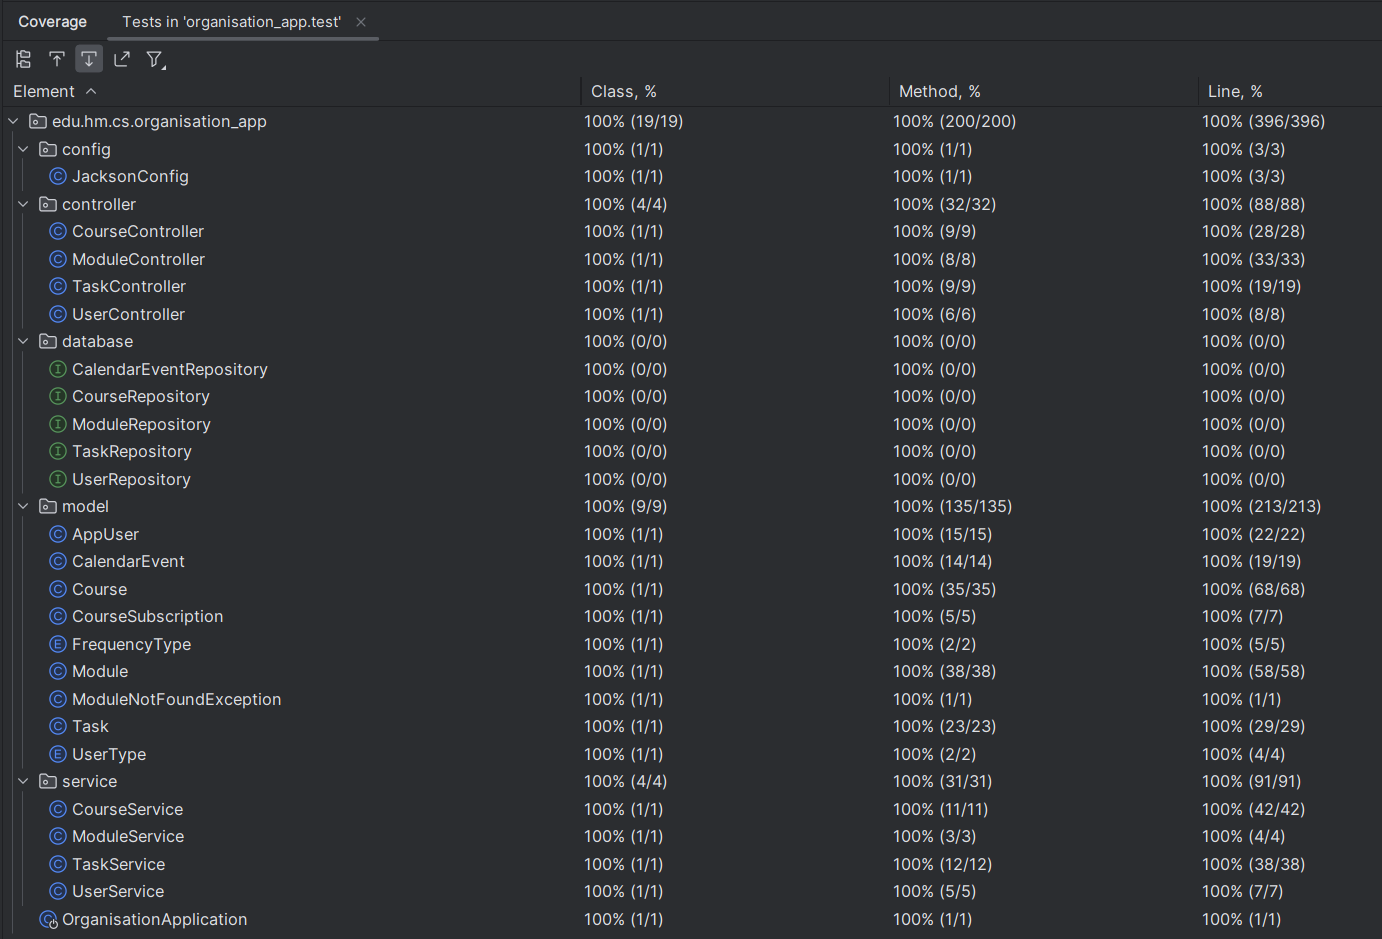 Coverage Tests in 'organisation_app.test'
Element Class, % Method, % Line, %
edu.hm.cs.organisation_app 100% (19/19) 100% (200/200) 100% (396/396)
config 100% (1/1) 100% (1/1) 100% (3/3)
JacksonConfig 100% (1/1) 100% (1/1) 100% (3/3)
controller 100% (4/4) 100% (32/32) 100% (88/88)
CourseController 100% (1/1) 100% (9/9) 100% (28/28)
ModuleController 100% (1/1) 100% (8/8) 100% (33/33)
TaskController 100% (1/1) 100% (9/9) 100% (19/19)
UserController 100% (1/1) 100% (6/6) 100% (8/8)
database 100% (0/0) 100% (0/0) 100% (0/0)
CalendarEventRepository 100% (0/0) 100% (0/0) 100% (0/0)
CourseRepository 100% (0/0) 100% (0/0) 100% (0/0)
ModuleRepository 100% (0/0) 100% (0/0) 100% (0/0)
TaskRepository 100% (0/0) 100% (0/0) 100% (0/0)
UserRepository 100% (0/0) 100% (0/0) 100% (0/0)
model 100% (9/9) 100% (135/135) 100% (213/213)
AppUser 100% (1/1) 100% (15/15) 100% (22/22)
CalendarEvent 100% (1/1) 100% (14/14) 100% (19/19)
Course 100% (1/1) 100% (35/35) 100% (68/68)
CourseSubscription 100% (1/1) 100% (5/5) 100% (7/7)
FrequencyType 100% (1/1) 100% (2/2) 100% (5/5)
Module 100% (1/1) 100% (38/38) 100% (58/58)
ModuleNotFoundException 100% (1/1) 100% (1/1) 100% (1/1)
Task 100% (1/1) 100% (23/23) 100% (29/29)
UserType 100% (1/1) 100% (2/2) 100% (4/4)
service 100% (4/4) 100% (31/31) 100% (91/91)
CourseService 100% (1/1) 100% (11/11) 100% (42/42)
ModuleService 100% (1/1) 100% (3/3) 100% (4/4)
TaskService 100% (1/1) 100% (12/12) 100% (38/38)
UserService 100% (1/1) 100% (5/5) 100% (7/7)
OrganisationApplication 100% (1/1) 100% (1/1) 100% (1/1)